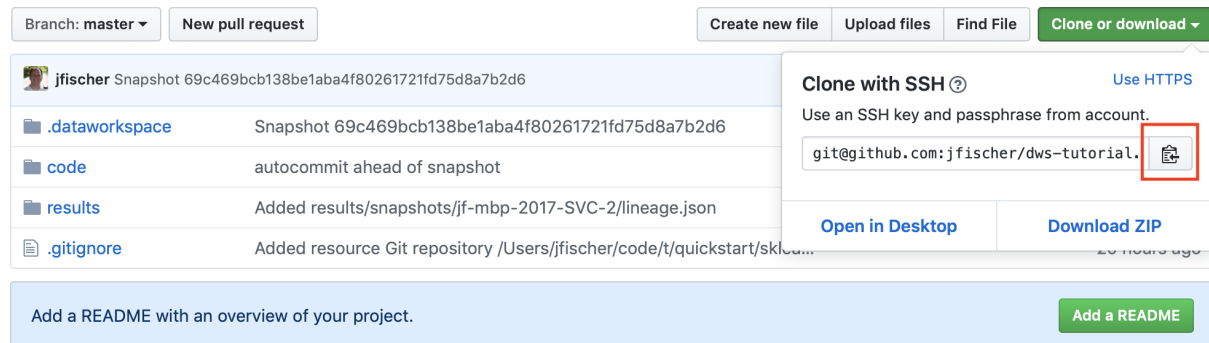 Branch: master
New pull request
Create new file
Upload files
Find File
Clone or download
jfischer Snapshot 69c469bcb138be1aba4f80261721fd75d8a7b2d6
Clone with SSH
Use HTTPS
Use an SSH key and passphrase from account.
git@github.com:jfischer/dws-tutorial.
Open in Desktop
Download ZIP
.dataworkspace
Snapshot 69c469bcb138be1aba4f80261721fd75d8a7b2d6
code
autocommit ahead of snapshot
results
Added results/snapshots/jf-mbp-2017-SVC-2/lineage.json
.gitignore
Added resource Git repository /Users/jfischer/code/t/quickstart/sklea...
20 hours ago
Add a README with an overview of your project.
Add a README